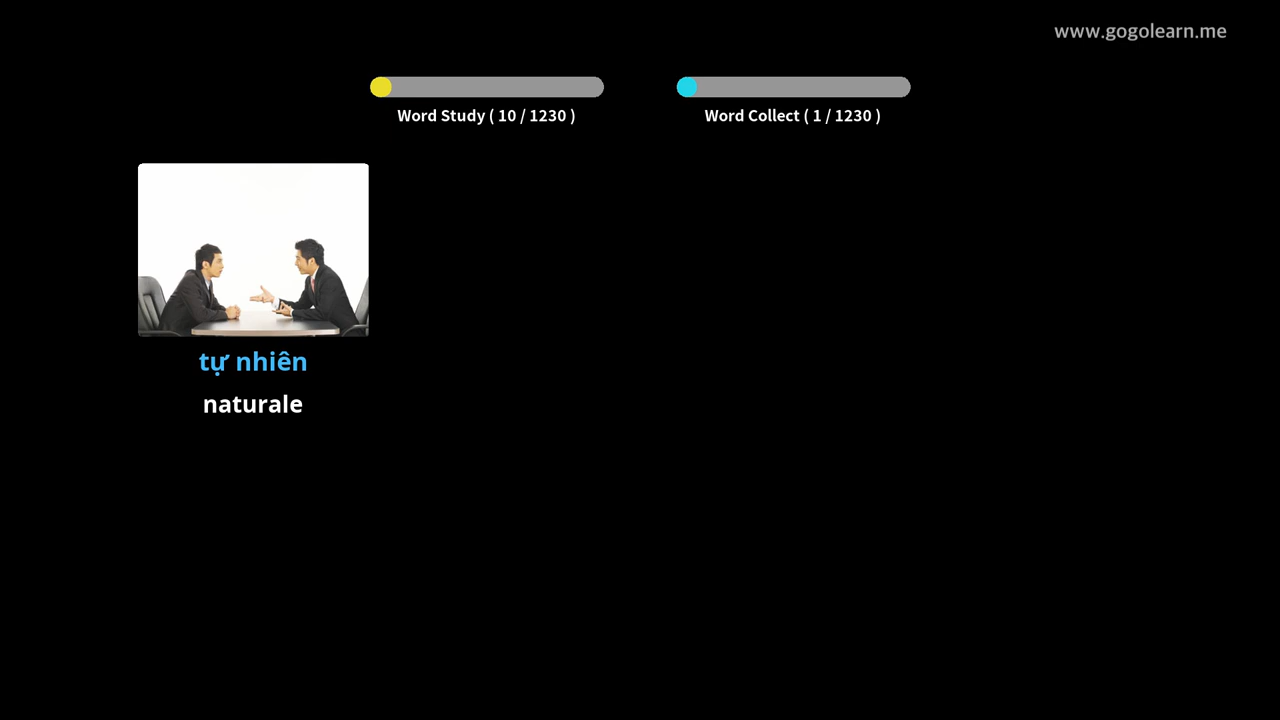 www.gogolearn.me
Word Study ( 10 / 1230 )
Word Collect ( 1 / 1230 )
tự nhiên
naturale